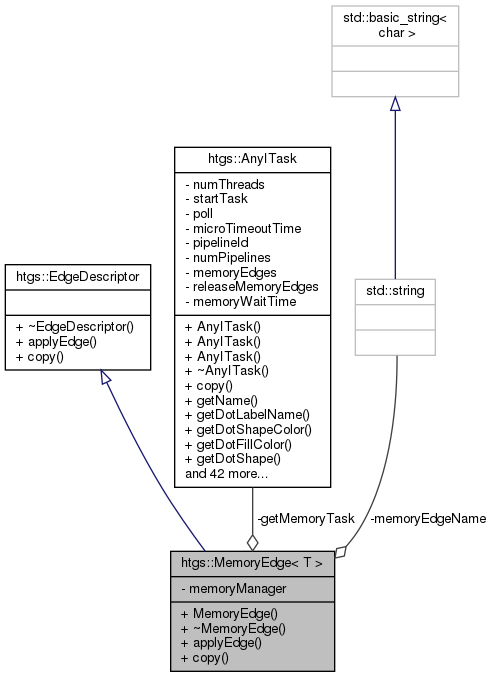 std::basic_string<
char >
htgs::AnyITask
- numThreads
- startTask
- poll
- microTimeoutTime
- pipelineId
- numPipelines
- memoryEdges
- releaseMemoryEdges
- memoryWaitTime
+ AnyITask()
+ AnyITask()
+ AnyITask()
+ ~AnyITask()
+ copy()
+ getName()
+ getDotLabelName()
+ getDotShapeColor()
+ getDotFillColor()
+ getDotShape()
and 42 more...
htgs::EdgeDescriptor
+ ~EdgeDescriptor()
+ applyEdge()
+ copy()
std::string
-getMemoryTask
-memoryEdgeName
htgs::MemoryEdge< T >
- memoryManager
+ MemoryEdge()
+ ~MemoryEdge()
+ applyEdge()
+ copy()